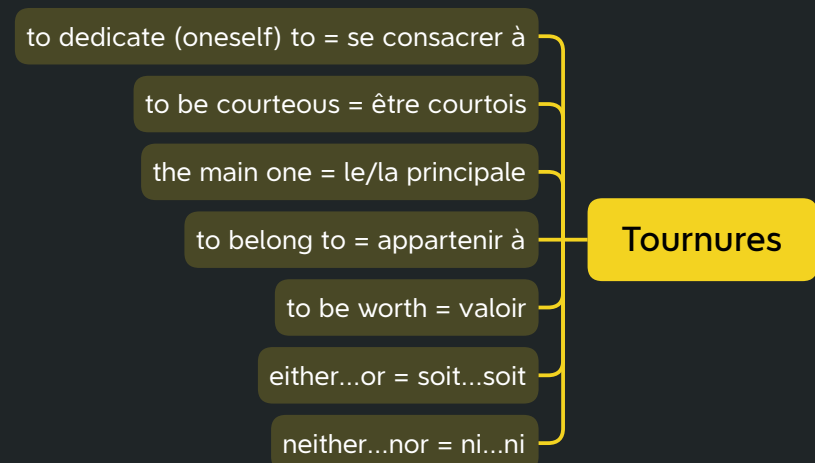 to dedicate (oneself) to = se consacrer à
to be courteous = être courtois
the main one = le/la principale
to belong to = appartenir à
to be worth = valoir
either...or = soit...soit
neither...nor = ni...ni
Tournures